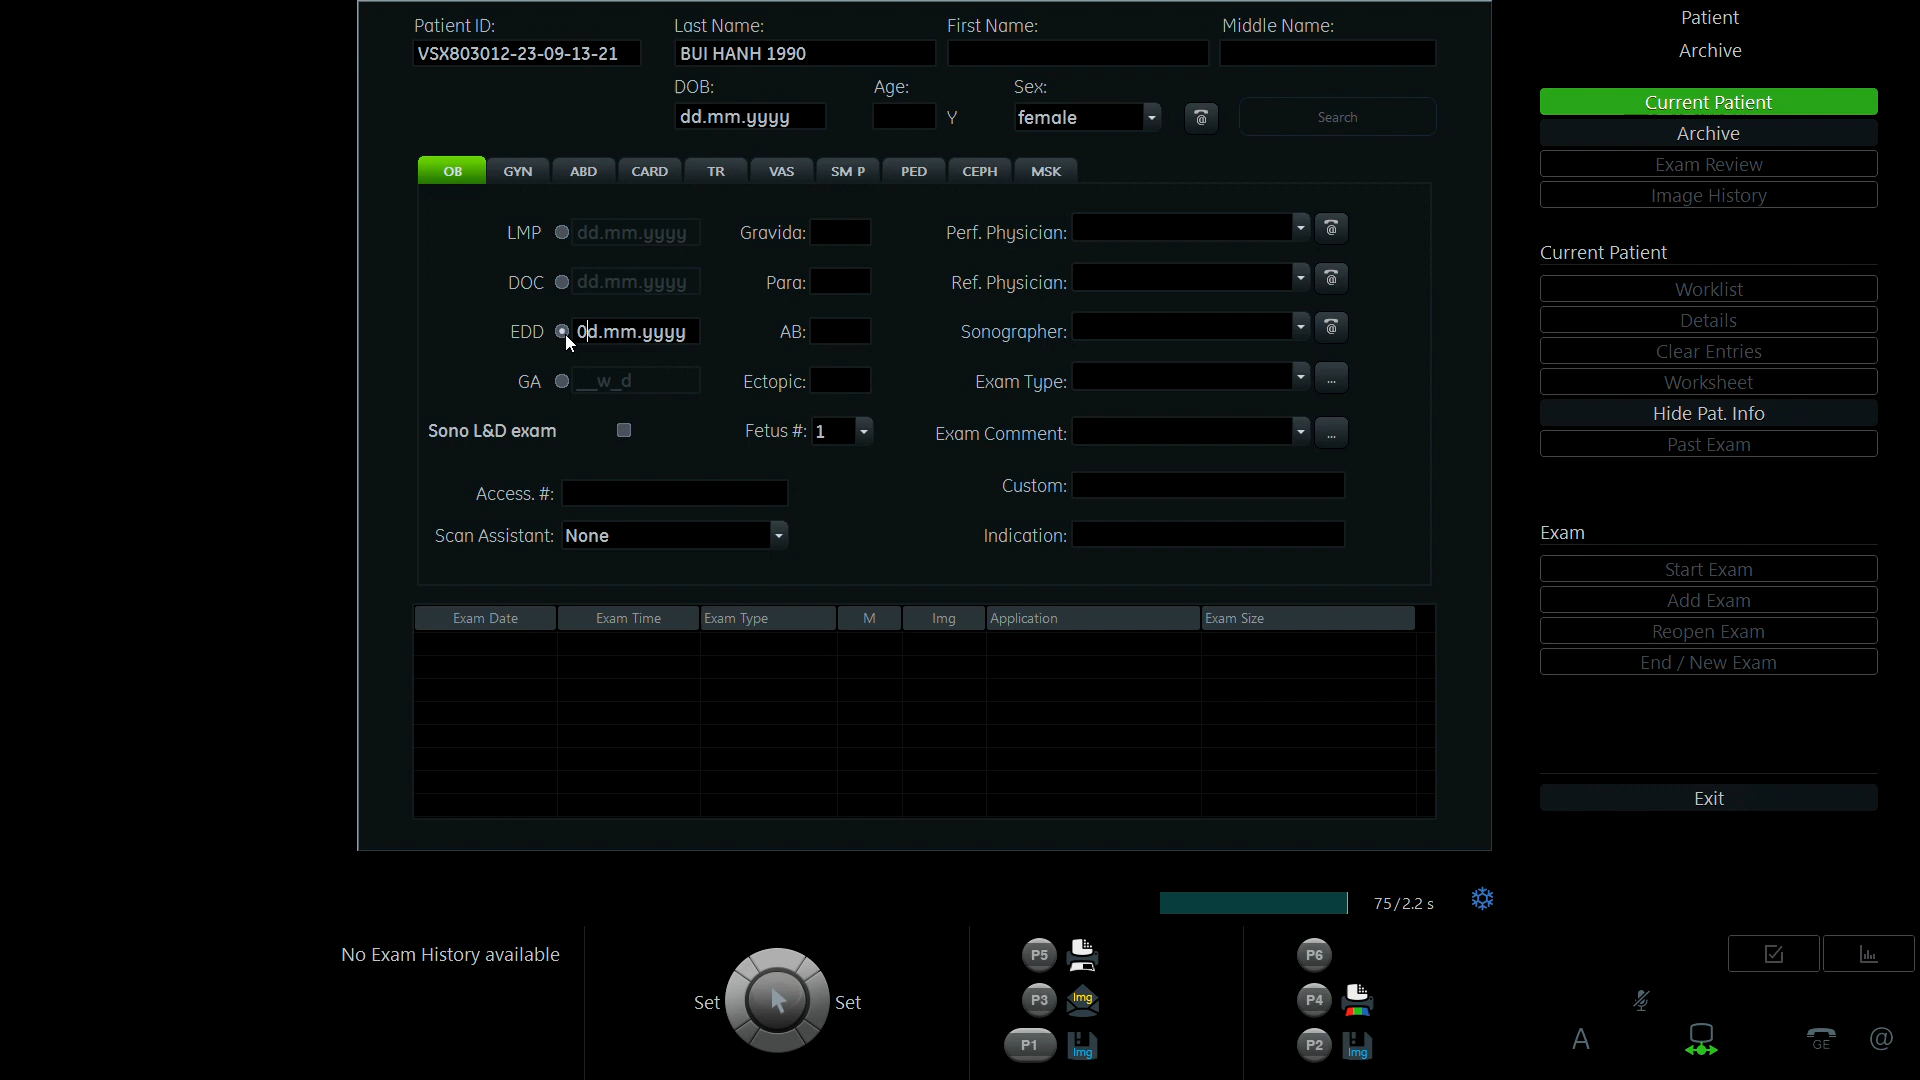 Patient ID: Last Name: First Name: Middle Name:
VSX803012-23-09-13-21 BUI HANH 1990
DOB: Age: Sex:
dd.mm.yyyy Y female @ Search
OB GYN ABD CARD TR VAS SM P PED CEPH MSK
LMP dd.mm.yyyy Gravida: Perf. Physician: @
DOC dd.mm.yyyy Para: Ref. Physician: @
EDD 0d.mm.yyyy AB: Sonographer: @
GA __w_d Ectopic: Exam Type: ...
Sono L&D exam Fetus #: 1 Exam Comment: ...
Access. #: Custom:
Scan Assistant: None Indication:
Exam Date Exam Time Exam Type M Img Application Exam Size
75/2.2 s
No Exam History available
Set Set
P5
P3 Img
P1 Img
P6
P4
P2 Img
Patient
Archive
Current Patient
Archive
Exam Review
Image History
Current Patient
Worklist
Details
Clear Entries
Worksheet
Hide Pat. Info
Past Exam
Exam
Start Exam
Add Exam
Reopen Exam
End / New Exam
Exit
A GE @